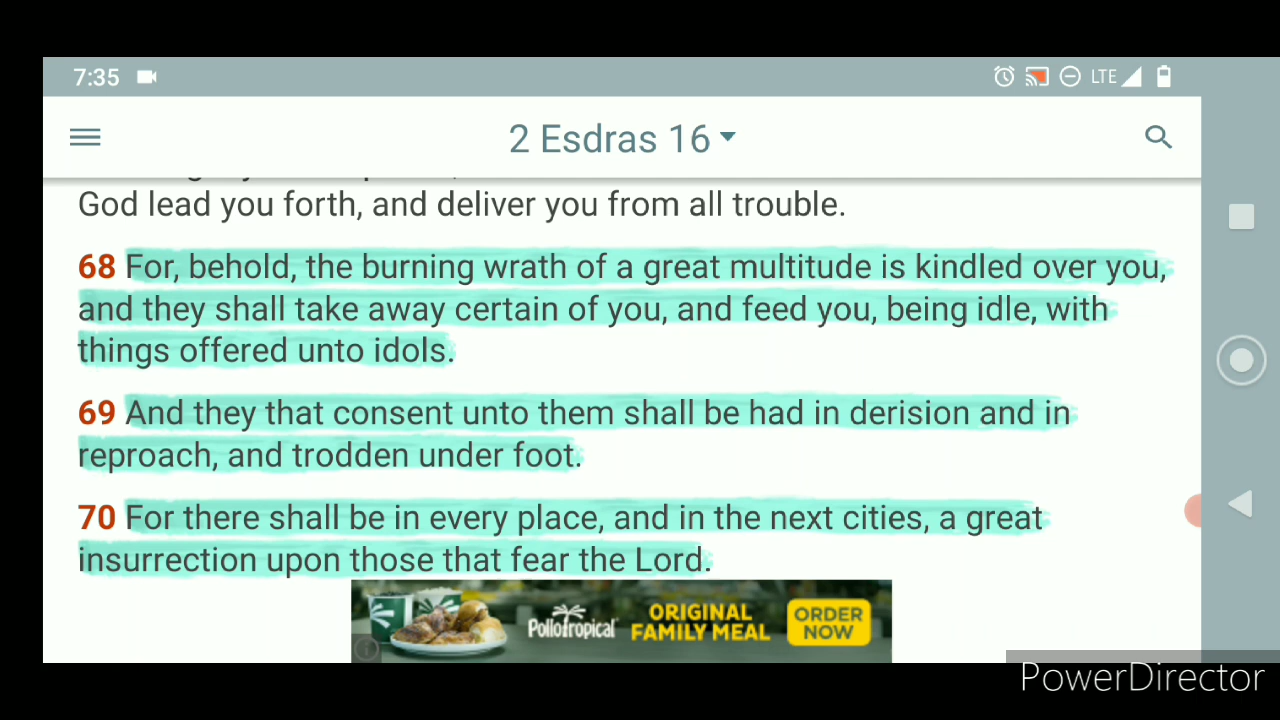 7:35
LTE
2 Esdras 16
God lead you forth, and deliver you from all trouble.
68 For, behold, the burning wrath of a great multitude is kindled over you,
and they shall take away certain of you, and feed you, being idle, with
things offered unto idols.
69 And they that consent unto them shall be had in derision and in
reproach, and trodden under foot.
70 For there shall be in every place, and in the next cities, a great
insurrection upon those that fear the Lord.
PolloTropical
ORIGINAL
FAMILY MEAL
ORDER
NOW
PowerDirector